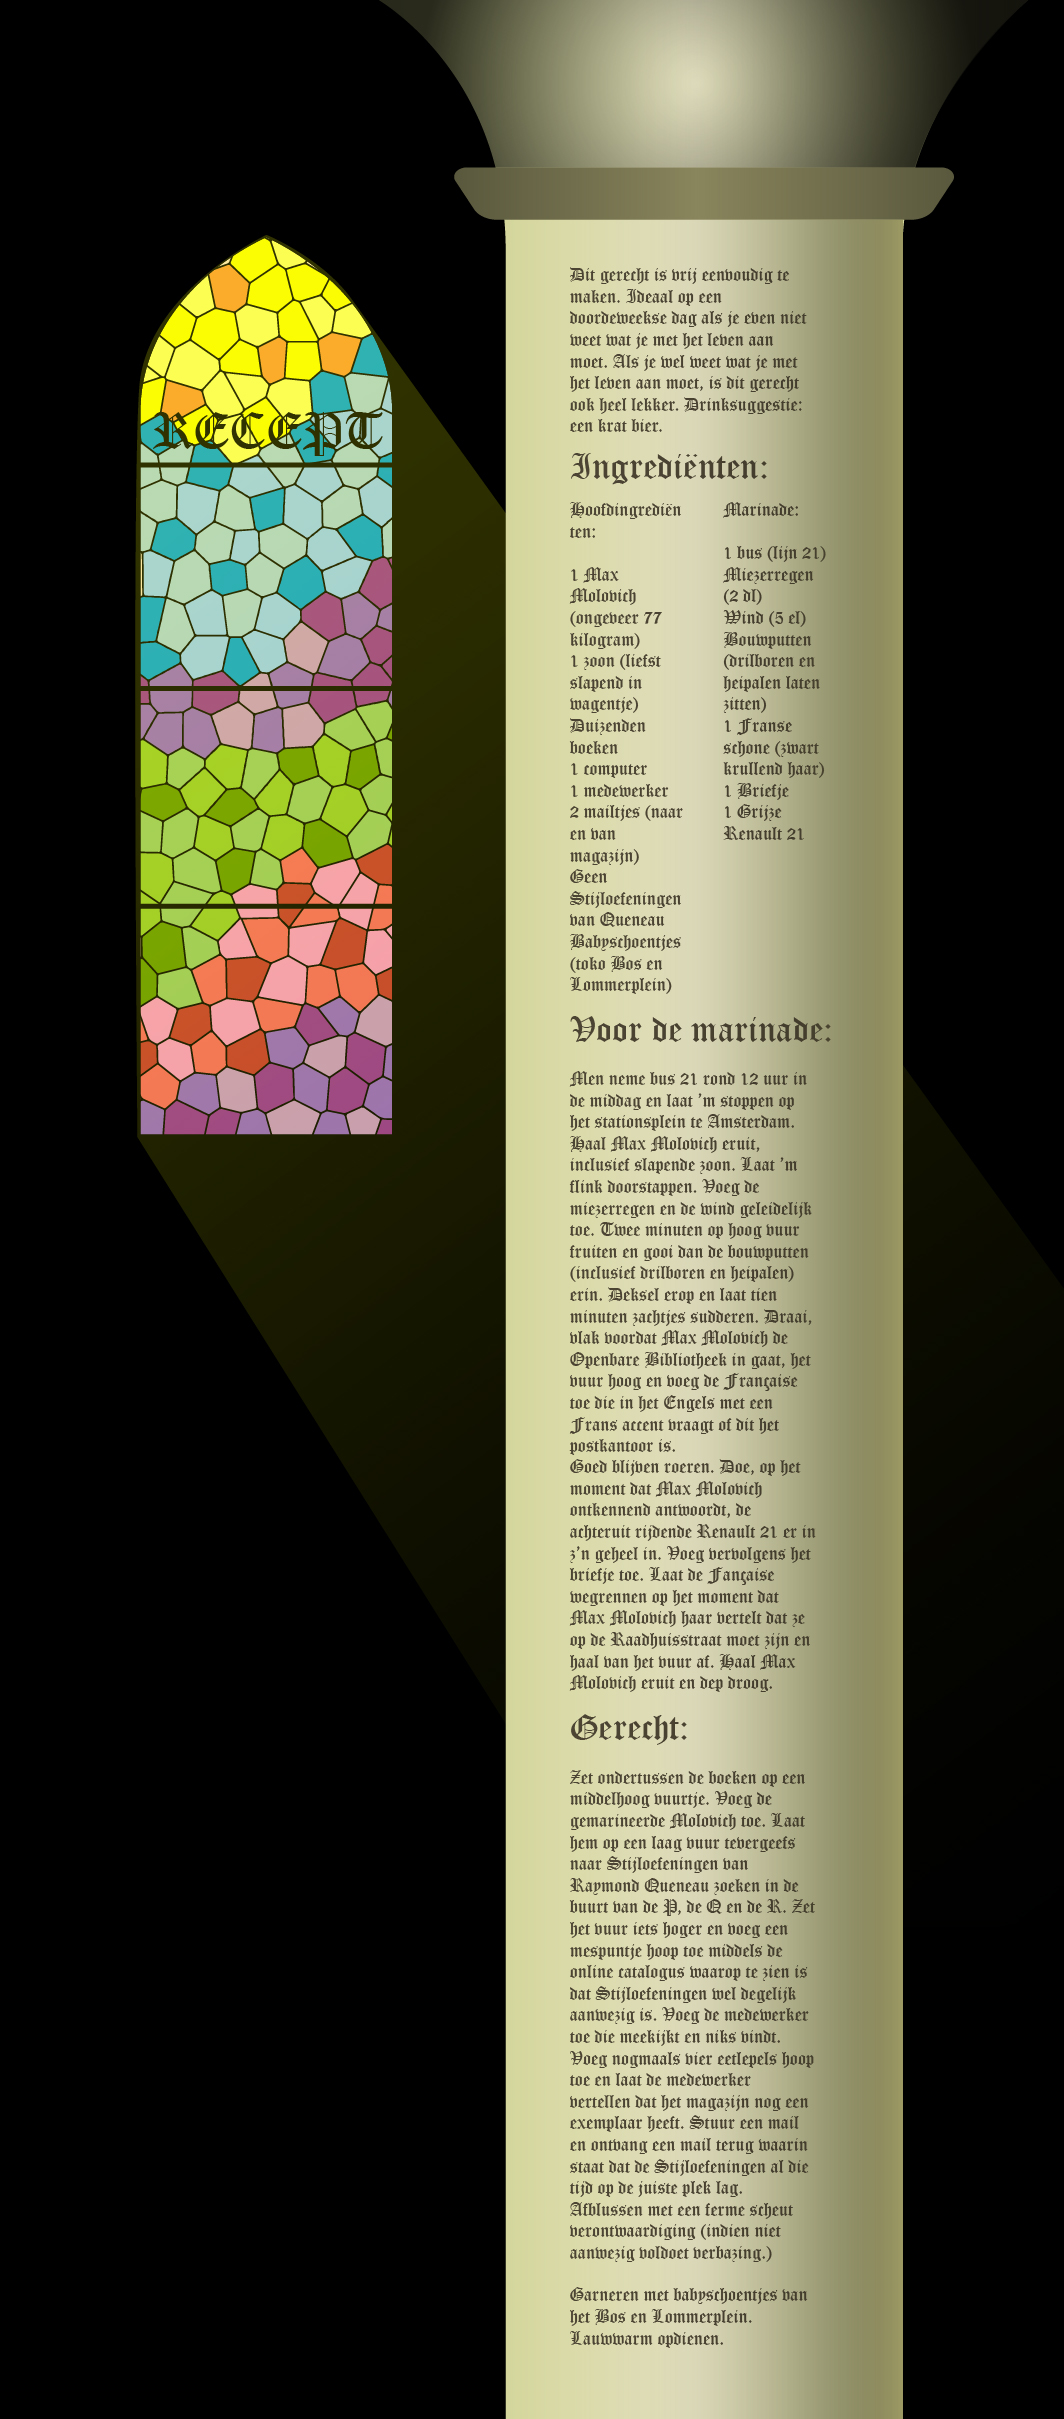 RECEPT
Dit gerecht is vrij eenvoudig te
maken. Ideaal op een
doordeweekse dag als je even niet
weet wat je met het leven aan
moet. Als je wel weet wat je met
het leven aan moet, is dit gerecht
ook heel lekker. Drinksuggestie:
een krat bier.
Ingrediënten:
Hoofdingrediën
ten:
1 Max
Molovich
(ongeveer 77
kilogram)
1 zoon (liefst
slapend in
wagentje)
Duizenden
boeken
1 computer
1 medewerker
2 mailtjes (naar
en van
magazijn)
Geen
Stijloefeningen
van Queneau
Babyschoentjes
(toko Bos en
Lommerplein)
Marinade:
1 bus (lijn 21)
Miezerregen
(2 dl)
Wind (5 el)
Bouwputten
(drilboren en
heipalen laten
zitten)
1 Franse
schone (zwart
krullend haar)
1 Briefje
1 Grijze
Renault 21
Voor de marinade:
Men neme bus 21 rond 12 uur in
de middag en laat 'm stoppen op
het stationsplein te Amsterdam.
Haal Max Molovich eruit,
inclusief slapende zoon. Laat 'm
flink doorstappen. Voeg de
miezerregen en de wind geleidelijk
toe. Twee minuten op hoog vuur
fruiten en gooi dan de bouwputten
(inclusief drilboren en heipalen)
erin. Deksel erop en laat tien
minuten zachtjes sudderen. Draai,
vlak voordat Max Molovich de
Openbare Bibliotheek in gaat, het
vuur hoog en voeg de Française
toe die in het Engels met een
Frans accent vraagt of dit het
postkantoor is.
Goed blijven roeren. Doe, op het
moment dat Max Molovich
ontkennend antwoordt, de
achteruit rijdende Renault 21 er in
z'n geheel in. Voeg vervolgens het
briefje toe. Laat de Fançaise
wegrennen op het moment dat
Max Molovich haar vertelt dat ze
op de Raadhuisstraat moet zijn en
haal van het vuur af. Haal Max
Molovich eruit en dep droog.
Gerecht:
Zet ondertussen de boeken op een
middelhoog vuurtje. Voeg de
gemarineerde Molovich toe. Laat
hem op een laag vuur tevergeefs
naar Stijloefeningen van
Raymond Queneau zoeken in de
buurt van de P, de Q en de R. Zet
het vuur iets hoger en voeg een
mespuntje hoop toe middels de
online catalogus waarop te zien is
dat Stijloefeningen wel degelijk
aanwezig is. Voeg de medewerker
toe die meekijkt en niks vindt.
Voeg nogmaals vier eetlepels hoop
toe en laat de medewerker
vertellen dat het magazijn nog een
exemplaar heeft. Stuur een mail
en ontvang een mail terug waarin
staat dat de Stijloefeningen al die
tijd op de juiste plek lag.
Afblussen met een ferme scheut
verontwaardiging (indien niet
aanwezig voldoet verbazing.)
Garneren met babyschoentjes van
het Bos en Lommerplein.
Lauwwarm opdienen.